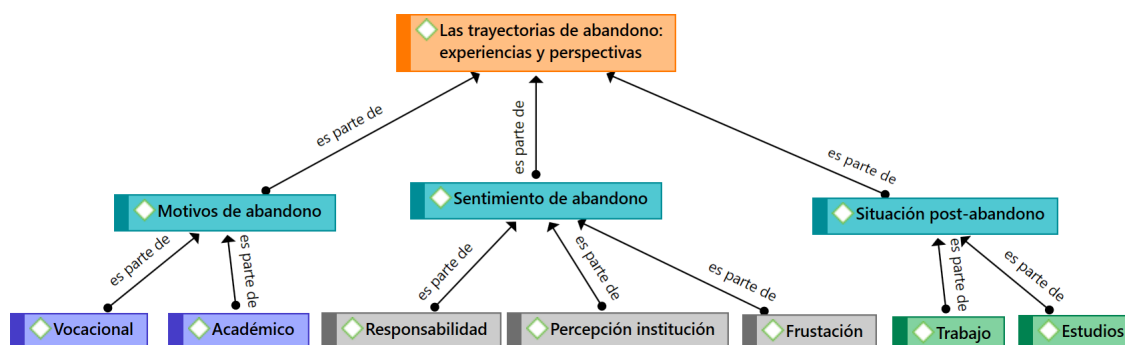 Las trayectorias de abandono:
experiencias y perspectivas
es parte de
es parte de
es parte de
Motivos de abandono
Sentimiento de abandono
Situación post-abandono
es parte de
es parte de
es parte de
es parte de
es parte de
es parte de
es parte de
Vocacional
Académico
Responsabilidad
Percepción institución
Frustación
Trabajo
Estudios